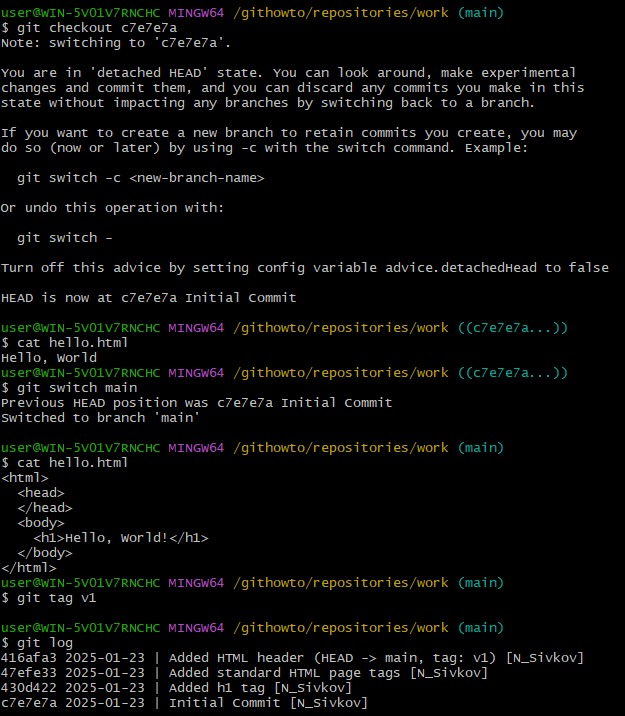 user@WIN-5V01V7RNCHC MINGW64 /githowto/repositories/work (main)
$ git checkout c7e7e7a
Note: switching to 'c7e7e7a'.
You are in 'detached HEAD' state. You can look around, make experimental
changes and commit them, and you can discard any commits you make in this
state without impacting any branches by switching back to a branch.
If you want to create a new branch to retain commits you create, you may
do so (now or later) by using -c with the switch command. Example:
  git switch -c <new-branch-name>
Or undo this operation with:
  git switch -
Turn off this advice by setting config variable advice.detachedHead to false
HEAD is now at c7e7e7a Initial Commit
user@WIN-5V01V7RNCHC MINGW64 /githowto/repositories/work ((c7e7e7a...))
$ cat hello.html
Hello, World
user@WIN-5V01V7RNCHC MINGW64 /githowto/repositories/work ((c7e7e7a...))
$ git switch main
Previous HEAD position was c7e7e7a Initial Commit
Switched to branch 'main'
user@WIN-5V01V7RNCHC MINGW64 /githowto/repositories/work (main)
$ cat hello.html
<html>
  <head>
  </head>
  <body>
    <h1>Hello, World!</h1>
  </body>
</html>
user@WIN-5V01V7RNCHC MINGW64 /githowto/repositories/work (main)
$ git tag v1
user@WIN-5V01V7RNCHC MINGW64 /githowto/repositories/work (main)
$ git log
416afa3 2025-01-23 | Added HTML header (HEAD -> main, tag: v1) [N_Sivkov]
47efe33 2025-01-23 | Added standard HTML page tags [N_Sivkov]
430d422 2025-01-23 | Added h1 tag [N_Sivkov]
c7e7e7a 2025-01-23 | Initial Commit [N_Sivkov]